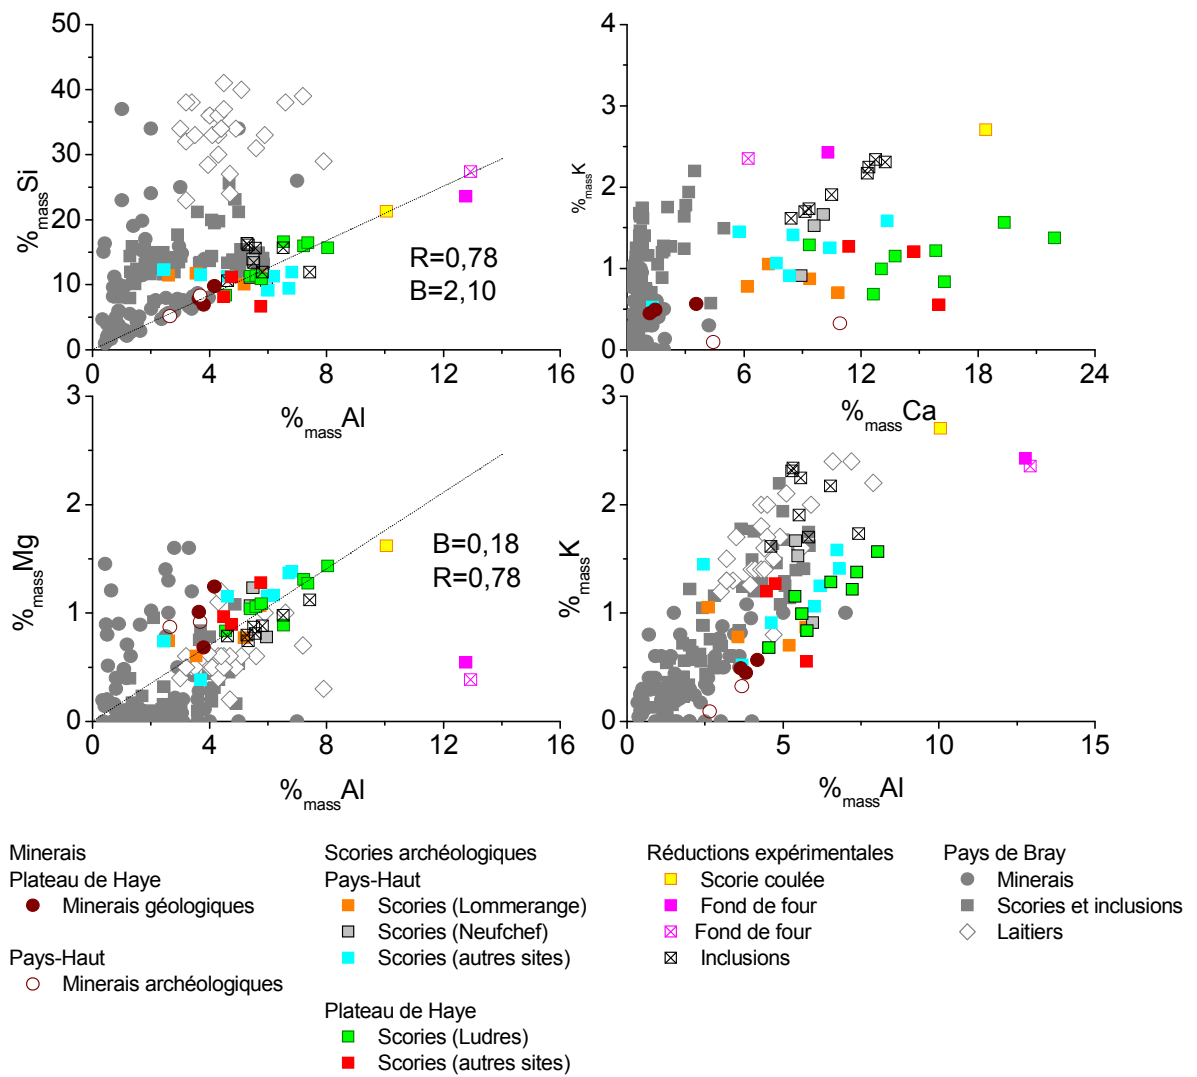 50
40
30
20
10
0
%massSi
0 4 8 12 16
%massAl
R=0,78
B=2,10
4
3
2
1
0
%massK
0 6 12 18 24
%massCa
3
2
1
0
%massMg
0 4 8 12 16
%massAl
B=0,18
R=0,78
3
2
1
0
%massK
0 5 10 15
%massAl
Minerais
Plateau de Haye
Minerais géologiques
Pays-Haut
Minerais archéologiques
Scories archéologiques
Pays-Haut
Scories (Lommerange)
Scories (Neufchef)
Scories (autres sites)
Plateau de Haye
Scories (Ludres)
Scories (autres sites)
Réductions expérimentales
Scorie coulée
Fond de four
Fond de four
Inclusions
Pays de Bray
Minerais
Scories et inclusions
Laitiers